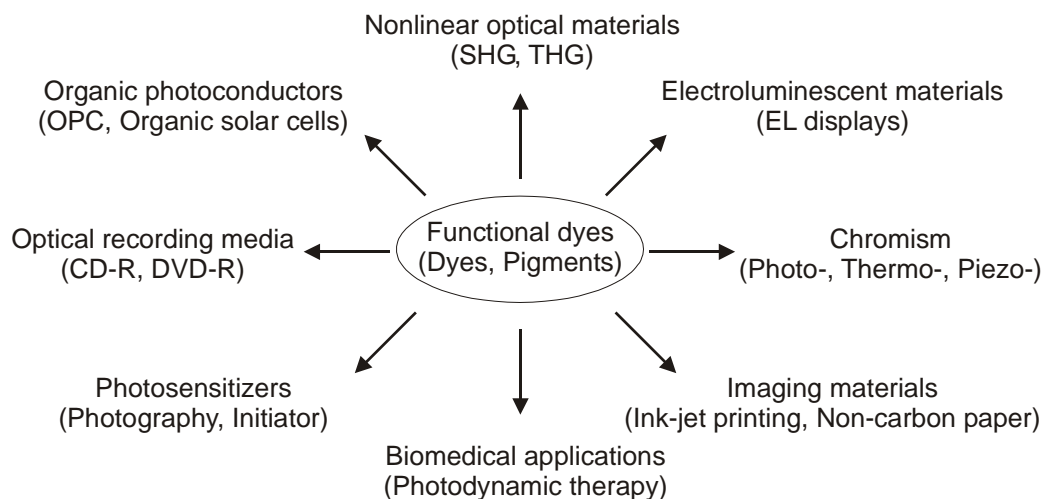 Nonlinear optical materials
(SHG, THG)
Organic photoconductors
(OPC, Organic solar cells)
Electroluminescent materials
(EL displays)
Optical recording media
(CD-R, DVD-R)
Functional dyes
(Dyes, Pigments)
Chromism
(Photo-, Thermo-, Piezo-)
Photosensitizers
(Photography, Initiator)
Imaging materials
(Ink-jet printing, Non-carbon paper)
Biomedical applications
(Photodynamic therapy)